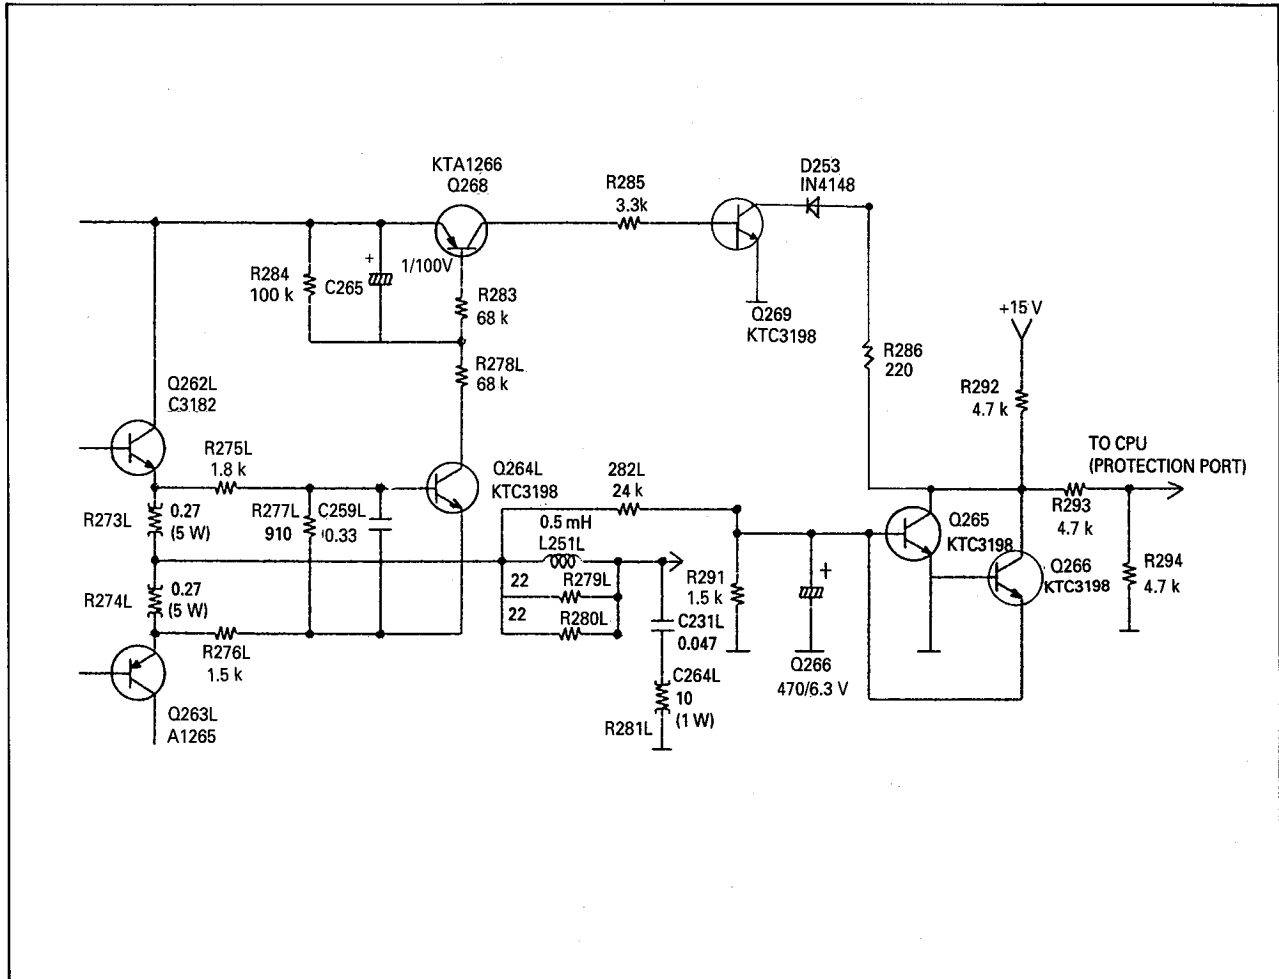 KTA1266
Q268
1/100V
R285
3.3k
D253
IN4148
R284
100 k
C265
+
R283
68 k
Q269
KTC3198
+15 V
R286
220
R278L
68 k
R292
4.7 k
Q262L
C3182
R275L
1.8 k
Q264L
KTC3198
282L
24 k
TO CPU
(PROTECTION PORT)
R273L
0.27
(5 W)
R277L
910
C259L
0.33
0.5 mH
L251L
Q265
KTC3198
R293
4.7 k
R274L
0.27
(5 W)
22
R279L
22
R280L
R291
1.5 k
+
Q266
KTC3198
R294
4.7 k
R276L
1.5 k
C231L
0.047
Q266
470/6.3 V
C264L
10
(1 W)
R281L
Q263L
A1265